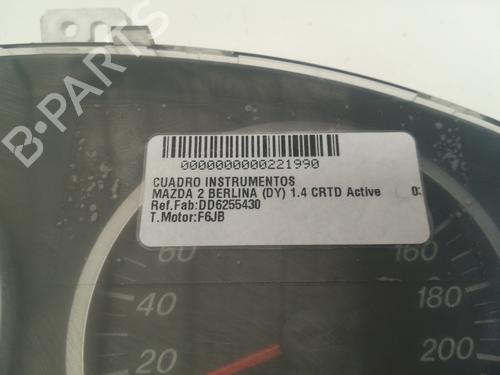 B-PARTS
0000000000221990
CUADRO INSTRUMENTOS
MAZDA 2 BERLINA (DY) 1.4 CRTD Active
Ref.Fab:DD6255430
T.Motor:F6JB
60
160
40
180
20
200